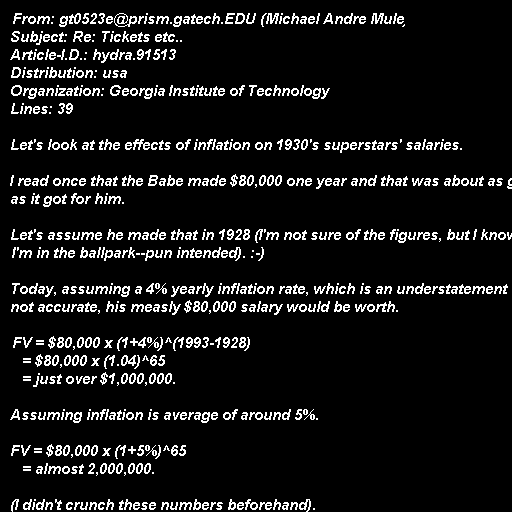 From: gt0523e@prism.gatech.EDU (Michael Andre Mule)
Subject: Re: Tickets etc..
Article-I.D.: hydra.91513
Distribution: usa
Organization: Georgia Institute of Technology
Lines: 39

Let's look at the effects of inflation on 1930's superstars' salaries.

I read once that the Babe made $80,000 one year and that was about as
as it got for him.

Let's assume he made that in 1928 (I'm not sure of the figures, but I know
I'm in the ballpark--pun intended). :-)

Today, assuming a 4% yearly inflation rate, which is an understatement
not accurate, his measly $80,000 salary would be worth.

FV = $80,000 x (1+4%)^(1993-1928)
= $80,000 x (1.04)^65
= just over $1,000,000.

Assuming inflation is average of around 5%.

FV = $80,000 x (1+5%)^65
= almost 2,000,000.

(I didn't crunch these numbers beforehand).